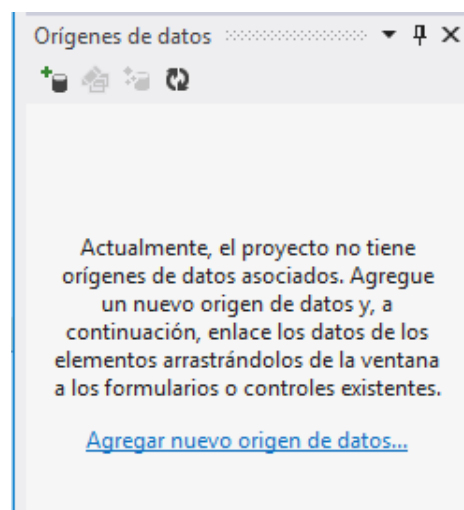 Orígenes de datos
Actualmente, el proyecto no tiene
orígenes de datos asociados. Agregue
un nuevo origen de datos y, a
continuación, enlace los datos de los
elementos arrastrándolos de la ventana
a los formularios o controles existentes.
Agregar nuevo origen de datos...